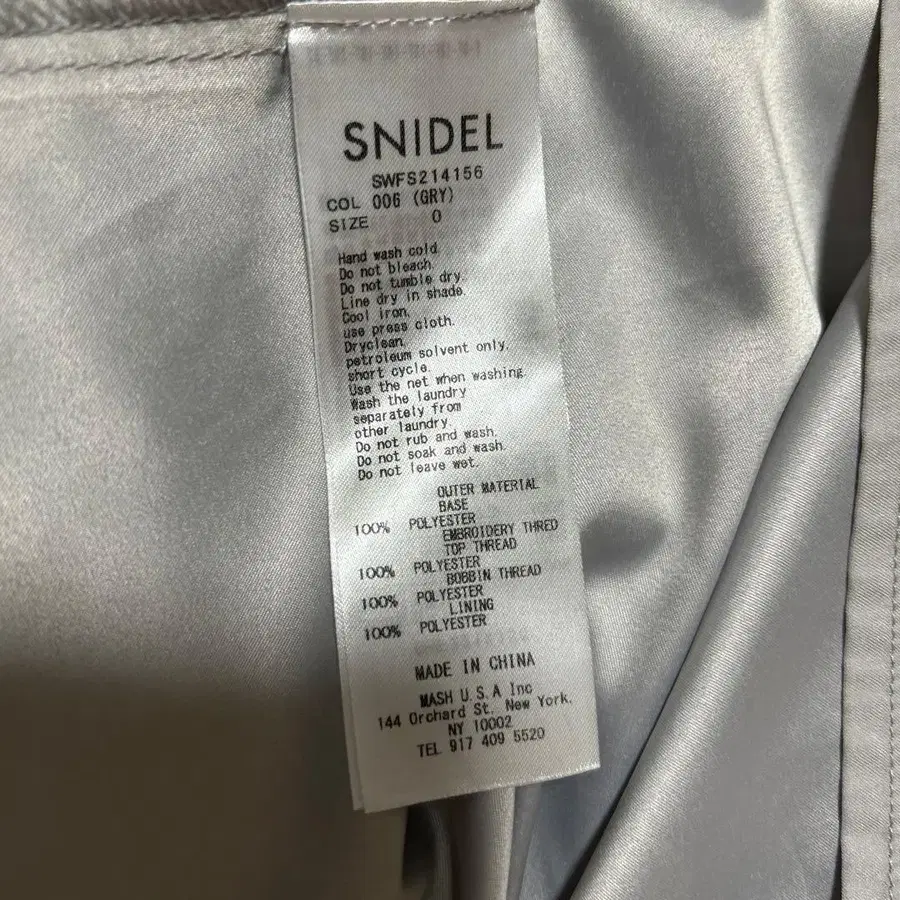 SNIDEL
SWFS214156
COL 006 (GRY)
SIZE 0
Hand wash cold.
Do not bleach.
Do not tumble dry.
Line dry in shade.
Cool iron,
use press cloth.
Dryclean,
petroleum solvent only,
short cycle.
Use the net when washing.
Wash the laundry
separately from
other laundry.
Do not rub and wash.
Do not soak and wash.
Do not leave wet.
OUTER MATERIAL
BASE
100% POLYESTER
EMBROIDERY THRED
TOP THREAD
100% POLYESTER
BOBBIN THREAD
100% POLYESTER
LINING
100% POLYESTER
MADE IN CHINA
MASH U.S.A Inc
144 Orchard St. New York,
NY 10002
TEL 917 409 5520